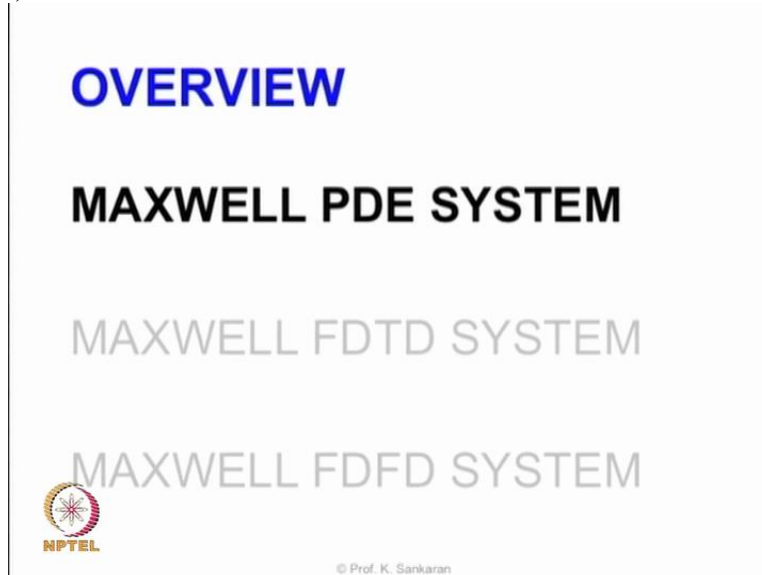 OVERVIEW
MAXWELL PDE SYSTEM
MAXWELL FDTD SYSTEM
MAXWELL FDFD SYSTEM
NPTEL
© Prof. K. Sankaran